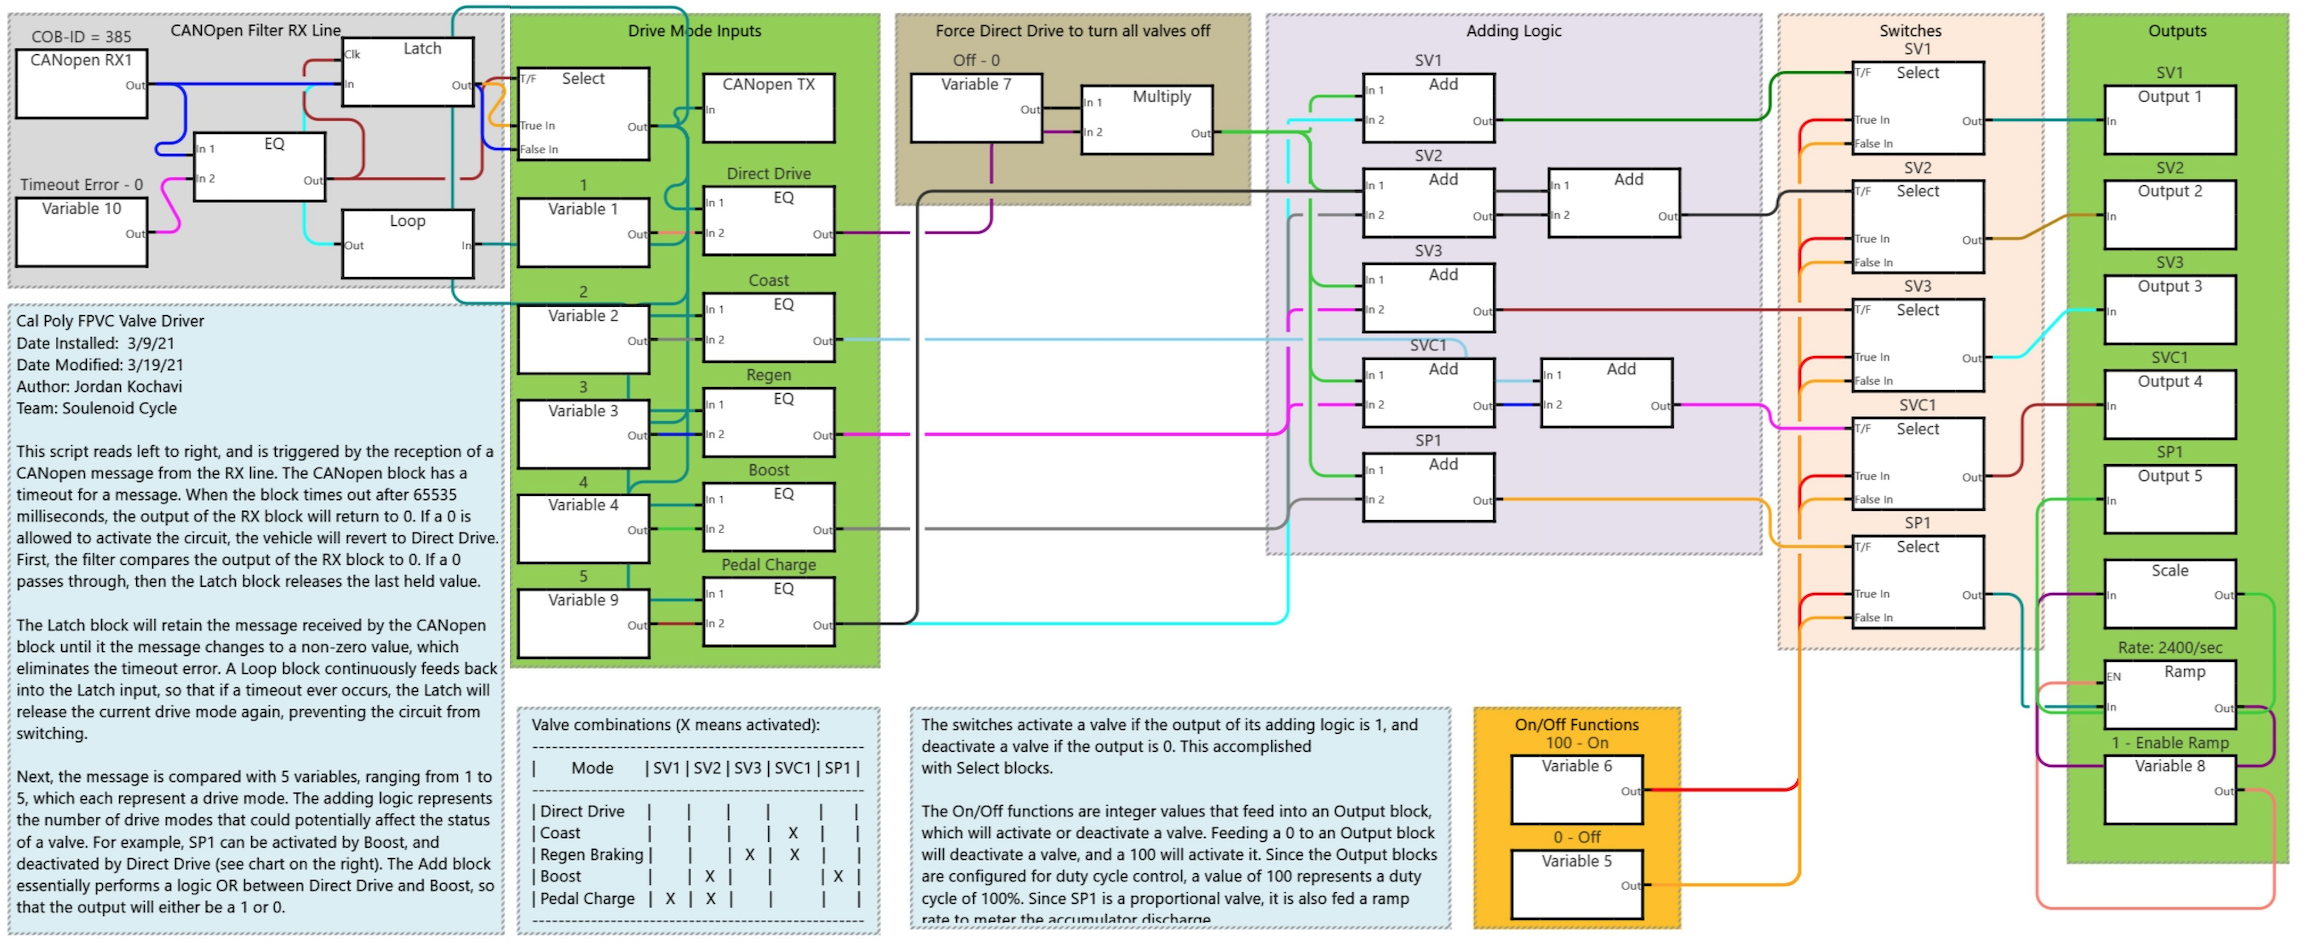 CANOpen Filter RX Line
COB-ID = 385
CANopen RX1
Out
Latch
Clk
In
Out
EQ
In 1
In 2
Out
Timeout Error - 0
Variable 10
Out
Loop
Out
In
Drive Mode Inputs
Select
T/F
True In
False In
Out
CANopen TX
In
1
Variable 1
Out
Direct Drive
EQ
In 1
In 2
Out
2
Variable 2
Out
Coast
EQ
In 1
In 2
Out
3
Variable 3
Out
Regen
EQ
In 1
In 2
Out
4
Variable 4
Out
Boost
EQ
In 1
In 2
Out
5
Variable 9
Out
Pedal Charge
EQ
In 1
In 2
Out
Force Direct Drive to turn all valves off
Off - 0
Variable 7
Out
Multiply
In 1
In 2
Out
Adding Logic
SV1
Add
In 1
In 2
Out
SV2
Add
In 1
In 2
Out
Add
In 1
In 2
Out
SV3
Add
In 1
In 2
Out
SVC1
Add
In 1
In 2
Out
Add
In 1
In 2
Out
SP1
Add
In 1
In 2
Out
Switches
SV1
Select
T/F
True In
False In
Out
SV2
Select
T/F
True In
False In
Out
SV3
Select
T/F
True In
False In
Out
SVC1
Select
T/F
True In
False In
Out
SP1
Select
T/F
True In
False In
Out
Outputs
SV1
Output 1
In
SV2
Output 2
In
SV3
Output 3
In
SVC1
Output 4
In
SP1
Output 5
In
Scale
In
Out
Rate: 2400/sec
Ramp
EN
In
Out
1 - Enable Ramp
Variable 8
Out
Cal Poly FPVC Valve Driver
Date Installed: 3/9/21
Date Modified: 3/19/21
Author: Jordan Kochavi
Team: Soulenoid Cycle
This script reads left to right, and is triggered by the reception of a
CANopen message from the RX line. The CANopen block has a
timeout for a message. When the block times out after 65535
milliseconds, the output of the RX block will return to 0. If a 0 is
allowed to activate the circuit, the vehicle will revert to Direct Drive.
First, the filter compares the output of the RX block to 0. If a 0
passes through, then the Latch block releases the last held value.
The Latch block will retain the message received by the CANopen
block until it the message changes to a non-zero value, which
eliminates the timeout error. A Loop block continuously feeds back
into the Latch input, so that if a timeout ever occurs, the Latch will
release the current drive mode again, preventing the circuit from
switching.
Next, the message is compared with 5 variables, ranging from 1 to
5, which each represent a drive mode. The adding logic represents
the number of drive modes that could potentially affect the status
of a valve. For example, SP1 can be activated by Boost, and
deactivated by Direct Drive (see chart on the right). The Add block
essentially performs a logic OR between Direct Drive and Boost, so
that the output will either be a 1 or 0.
Valve combinations (X means activated):
| Mode | SV1 | SV2 | SV3 | SVC1 | SP1 |
| Direct Drive | | | | | |
| Coast | | | | X | |
| Regen Braking | | | X | X | |
| Boost | | X | | | X |
| Pedal Charge | X | X | | | |
The switches activate a valve if the output of its adding logic is 1, and
deactivate a valve if the output is 0. This accomplished
with Select blocks.
The On/Off functions are integer values that feed into an Output block,
which will activate or deactivate a valve. Feeding a 0 to an Output block
will deactivate a valve, and a 100 will activate it. Since the Output blocks
are configured for duty cycle control, a value of 100 represents a duty
cycle of 100%. Since SP1 is a proportional valve, it is also fed a ramp
rate to meter the accumulator discharge.
On/Off Functions
100 - On
Variable 6
Out
0 - Off
Variable 5
Out